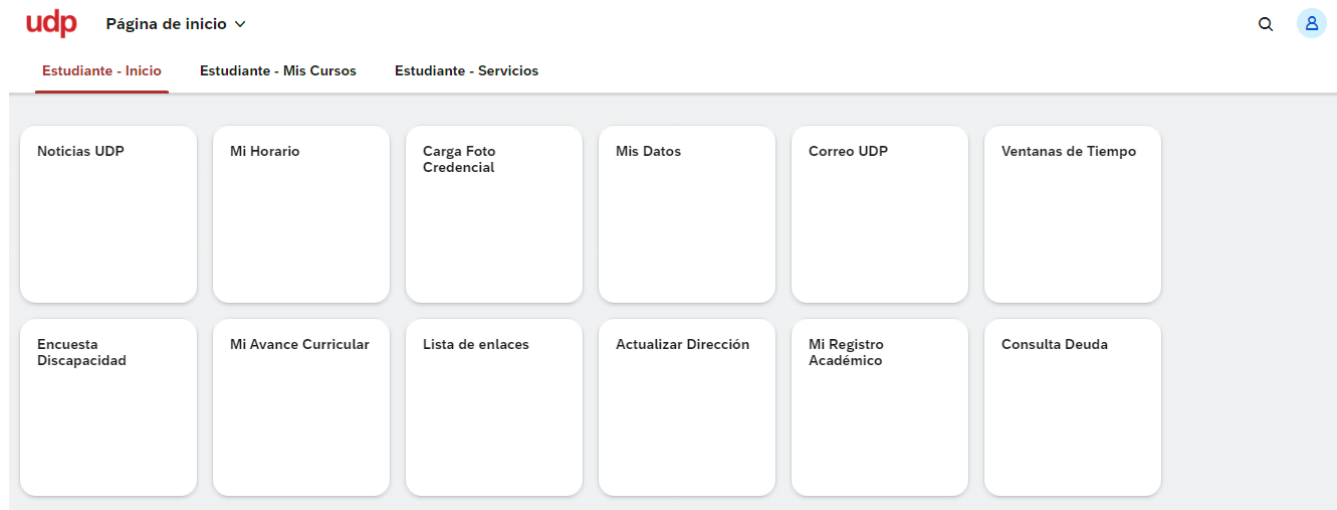 udp Página de inicio
Estudiante - Inicio Estudiante - Mis Cursos Estudiante - Servicios
Noticias UDP
Mi Horario
Carga Foto
Credencial
Mis Datos
Correo UDP
Ventanas de Tiempo
Encuesta
Discapacidad
Mi Avance Curricular
Lista de enlaces
Actualizar Dirección
Mi Registro
Académico
Consulta Deuda